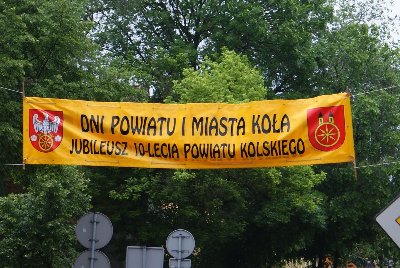 DNI POWIATU I MIASTA KOŁA
JUBILEUSZ 10-LECIA POWIATU KOLSKIEGO